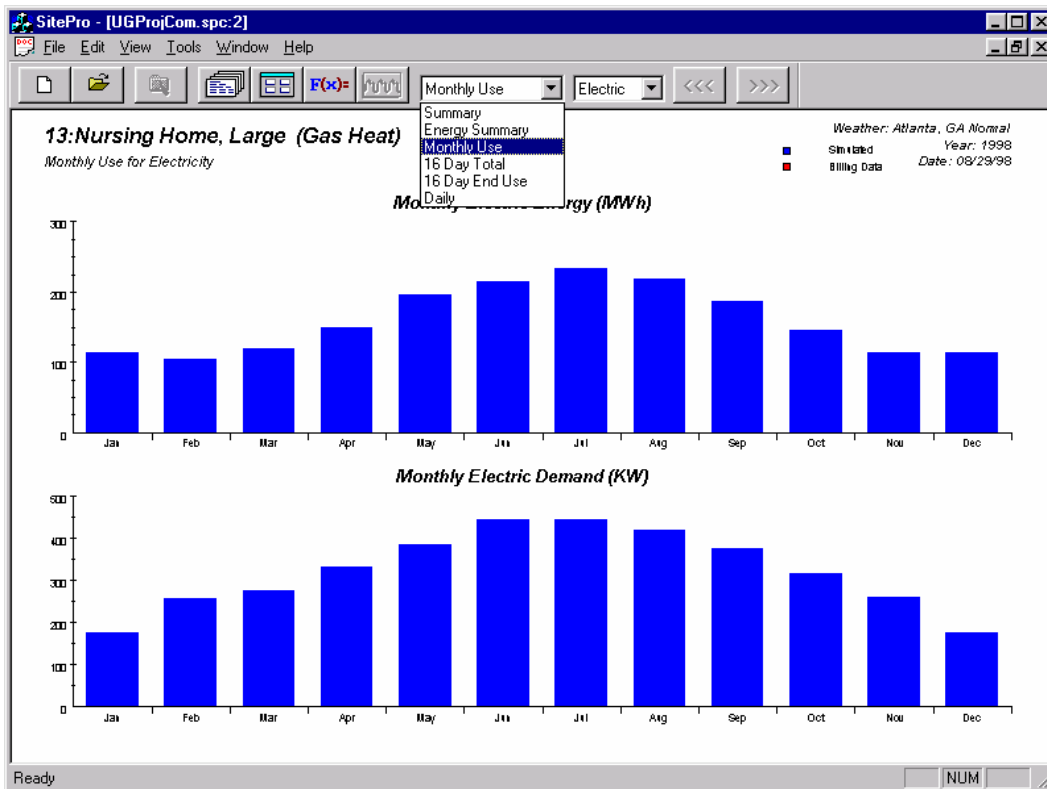 SitePro - [UGProjCom.spc:2]
File Edit View Tools Window Help
F(x)= Monthly Use Electric <<< >>>
Summary
Energy Summary
Monthly Use
16 Day Total
16 Day End Use
Daily
13:Nursing Home, Large (Gas Heat)
Monthly Use for Electricity
Simulated
Billing Data
Weather: Atlanta, GA Normal
Year: 1998
Date: 08/29/98
Monthly Electric Energy (MWh)
300
200
100
0
Jan Feb Mar Apr May Jun Jul Aug Sep Oct Nov Dec
Monthly Electric Demand (KW)
500
400
300
200
100
0
Jan Feb Mar Apr May Jun Jul Aug Sep Oct Nov Dec
Ready NUM